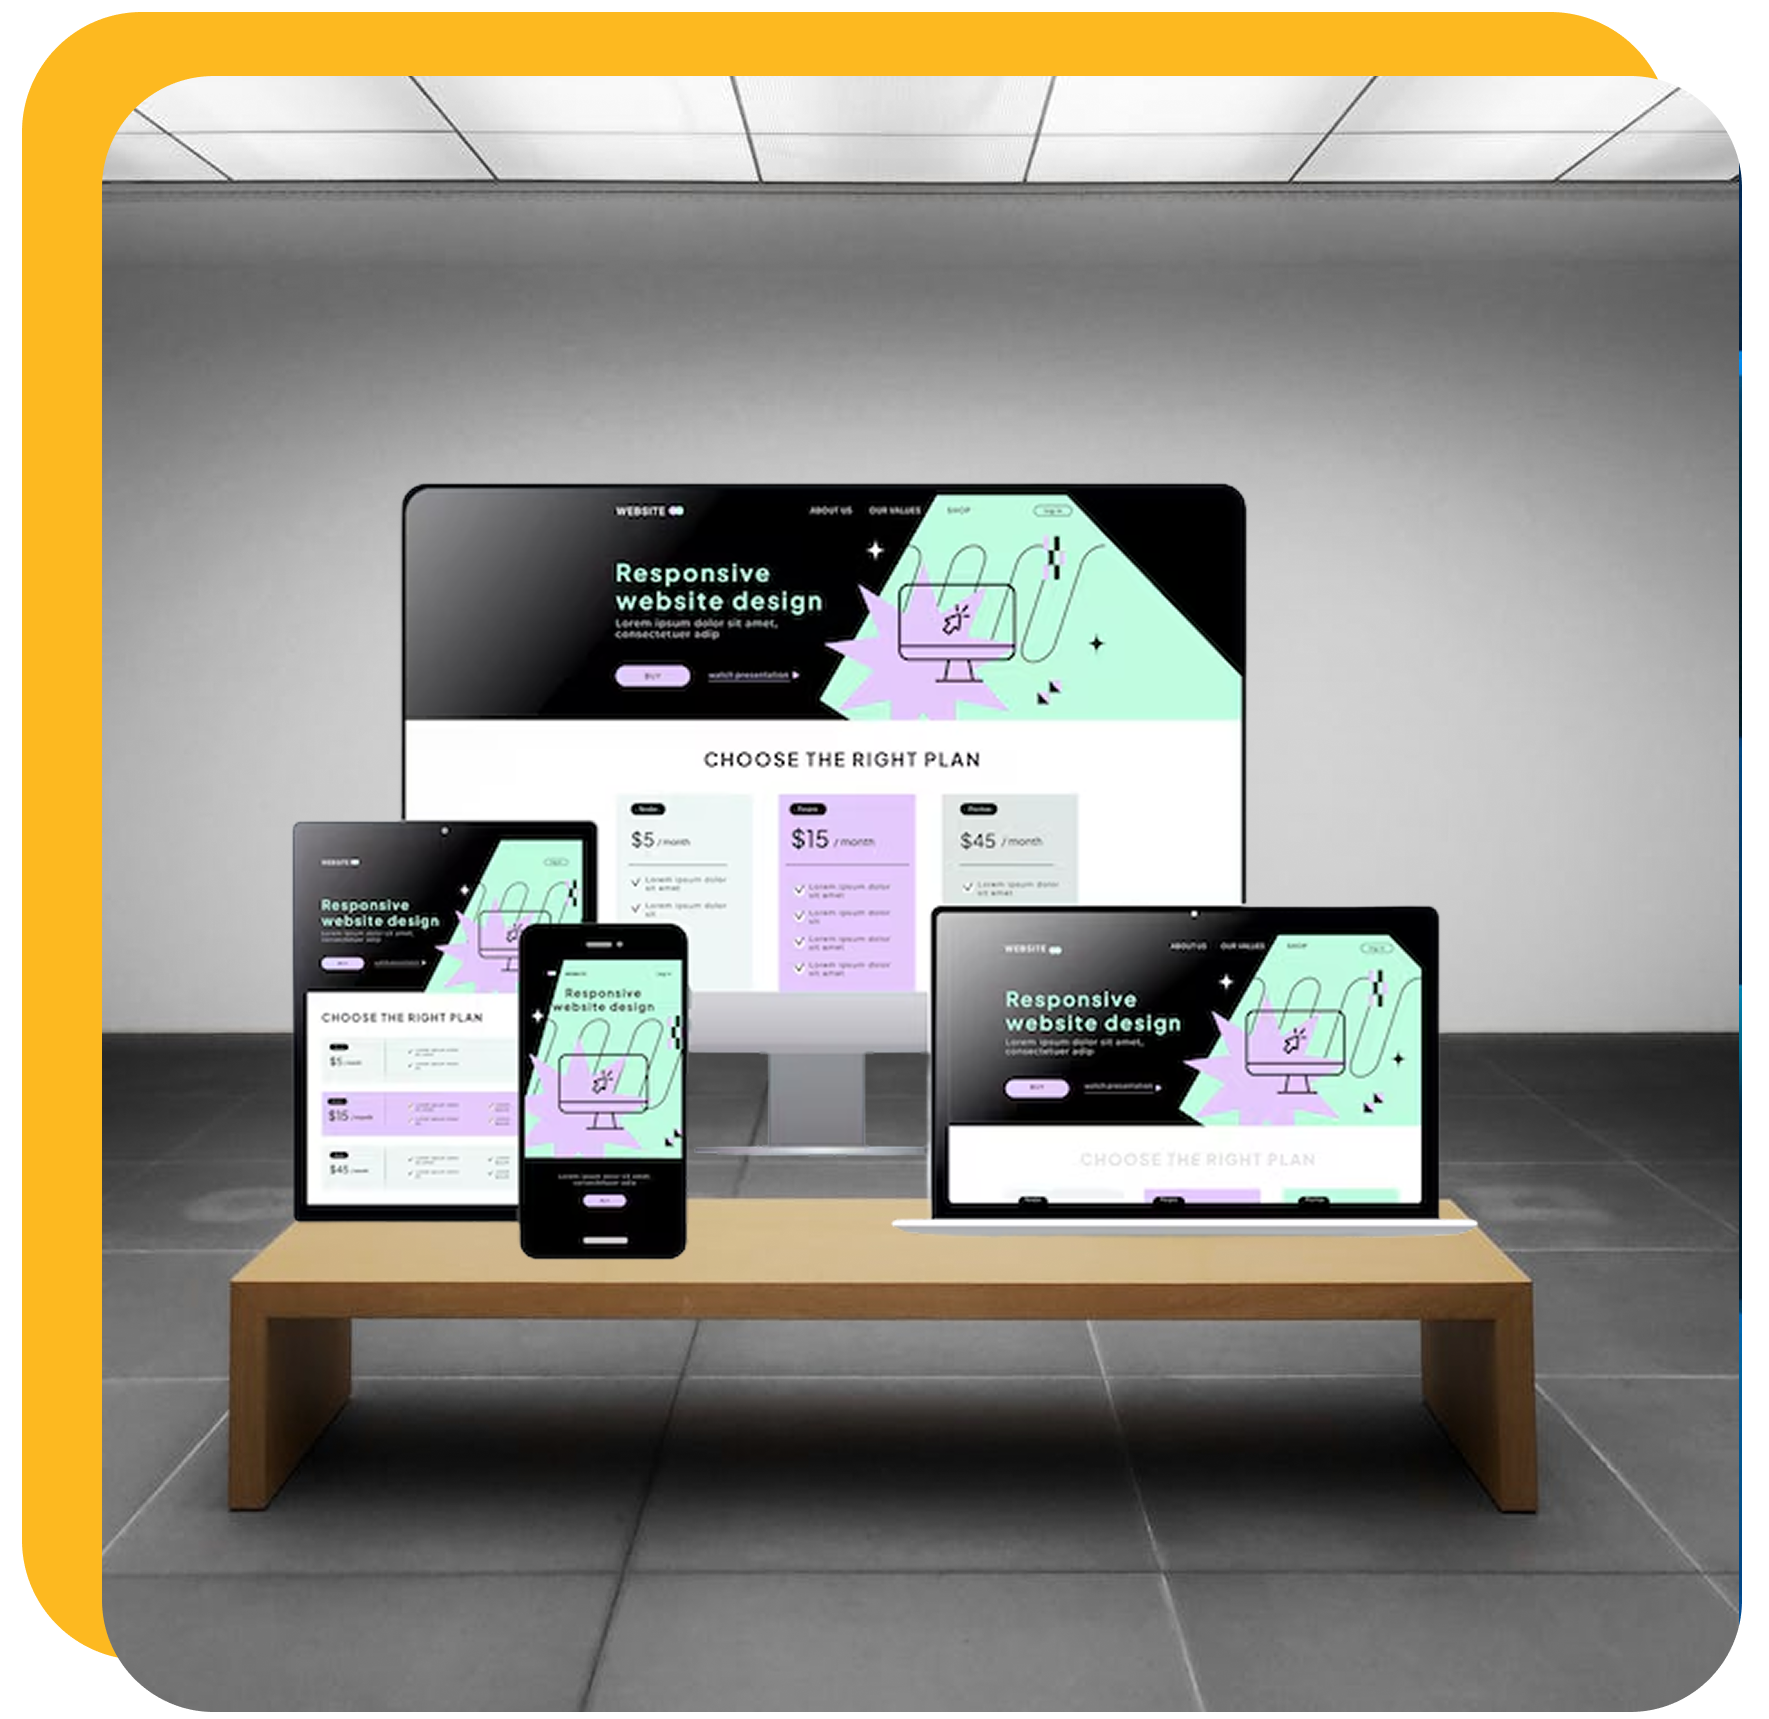 WEBSITE
ABOUT US OUR VALUES SHOP Log in
Responsive
website design
Lorem ipsum dolor sit amet,
consectetuer adip
BUY watch presentation
CHOOSE THE RIGHT PLAN
$5 / month
Lorem ipsum dolor
sit amet
Lorem ipsum dolor
sit
$15 / month
Lorem ipsum dolor
sit amet
Lorem ipsum dolor
sit
Lorem ipsum dolor
sit amet
Lorem ipsum dolor
sit amet
$45 / month
Lorem ipsum dolor
sit amet
WEBSITE
Responsive
website design
Lorem ipsum dolor sit amet,
consectetuer adip
BUY
CHOOSE THE RIGHT PLAN
$5 / month
$15 / month
$45 / month
WEBSITE Log in
Responsive
website design
Lorem ipsum dolor sit amet,
consectetuer adip
BUY
WEBSITE
ABOUT US OUR VALUES SHOP Log in
Responsive
website design
Lorem ipsum dolor sit amet,
consectetuer adip
BUY watch presentation
CHOOSE THE RIGHT PLAN